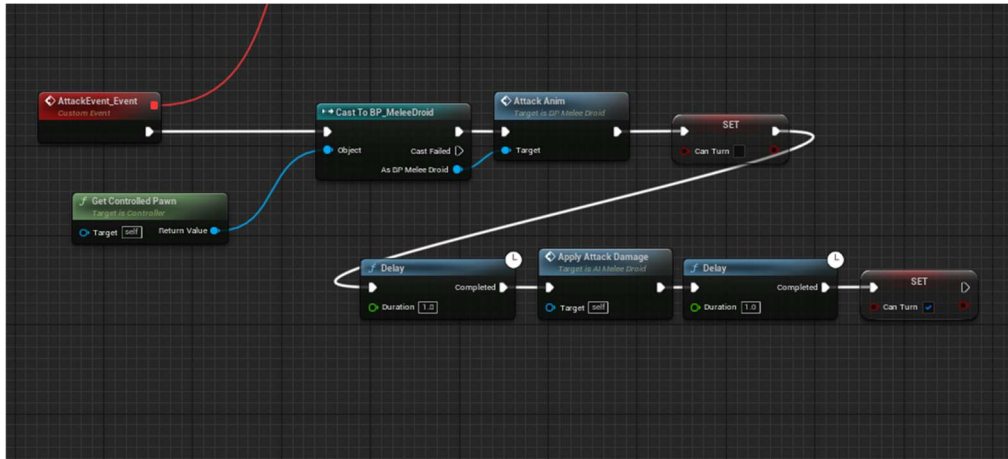 AttackEvent_Event
Custom Event
Cast To BP_MeleeDroid
Object
Cast Failed
As BP Melee Droid
Attack Anim
Target is BP Melee Droid
Target
SET
Can Turn
Get Controlled Pawn
Target is Controller
Target self
Return Value
Delay
Completed
Duration 1.0
Apply Attack Damage
Target is AI Melee Droid
Target self
Delay
Completed
Duration 1.0
SET
Can Turn